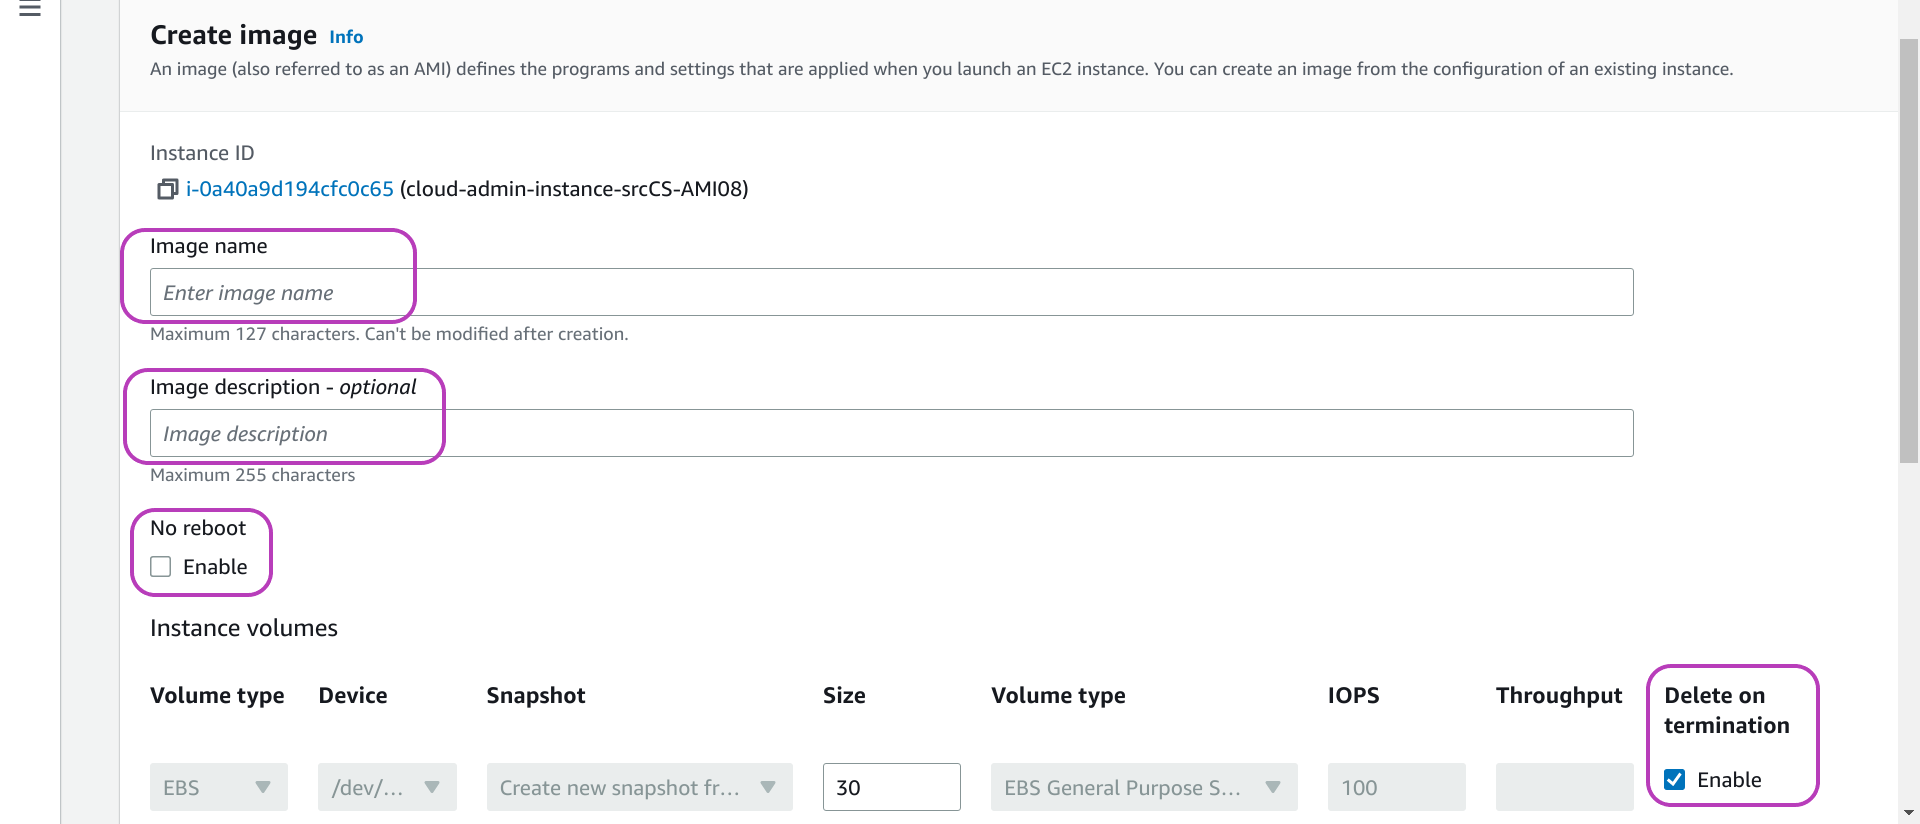 Create image Info
An image (also referred to as an AMI) defines the programs and settings that are applied when you launch an EC2 instance. You can create an image from the configuration of an existing instance.
Instance ID
i-0a40a9d194cfc0c65 (cloud-admin-instance-srcCS-AMI08)
Image name
Enter image name
Maximum 127 characters. Can't be modified after creation.
Image description - optional
Image description
Maximum 255 characters
No reboot
Enable
Instance volumes
Volume type Device Snapshot Size Volume type IOPS Throughput Delete on
termination
EBS /dev/... Create new snapshot fr... 30 EBS General Purpose S... 100 Enable